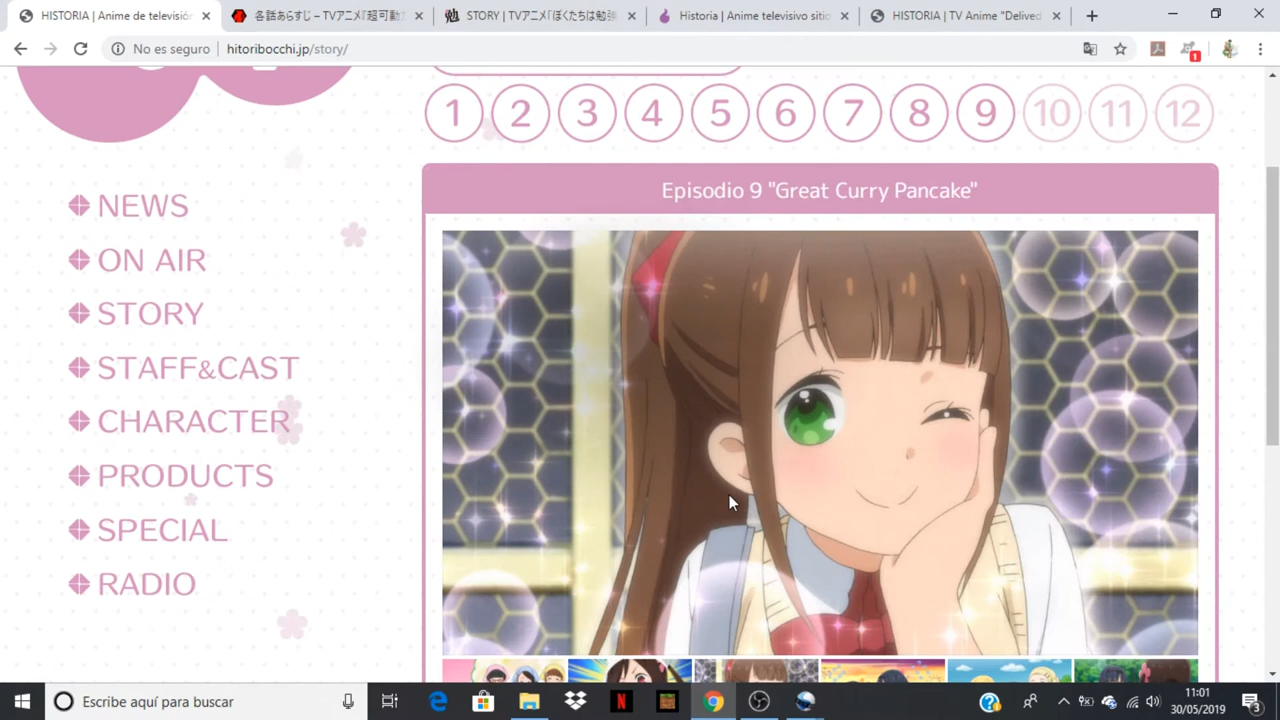 HISTORIA | Anime de televisión
各話あらすじ – TVアニメ『超可動
STORY | TVアニメ「ぼくたちは勉強
Historia | Anime televisivo sitio
HISTORIA | TV Anime "Delived
No es seguro | hitoribocchi.jp/story/
1
1 2 3 4 5 6 7 8 9 10 11 12
NEWS
ON AIR
STORY
STAFF&CAST
CHARACTER
PRODUCTS
SPECIAL
RADIO
Episodio 9 "Great Curry Pancake"
Escribe aquí para buscar
11:01
30/05/2019
3